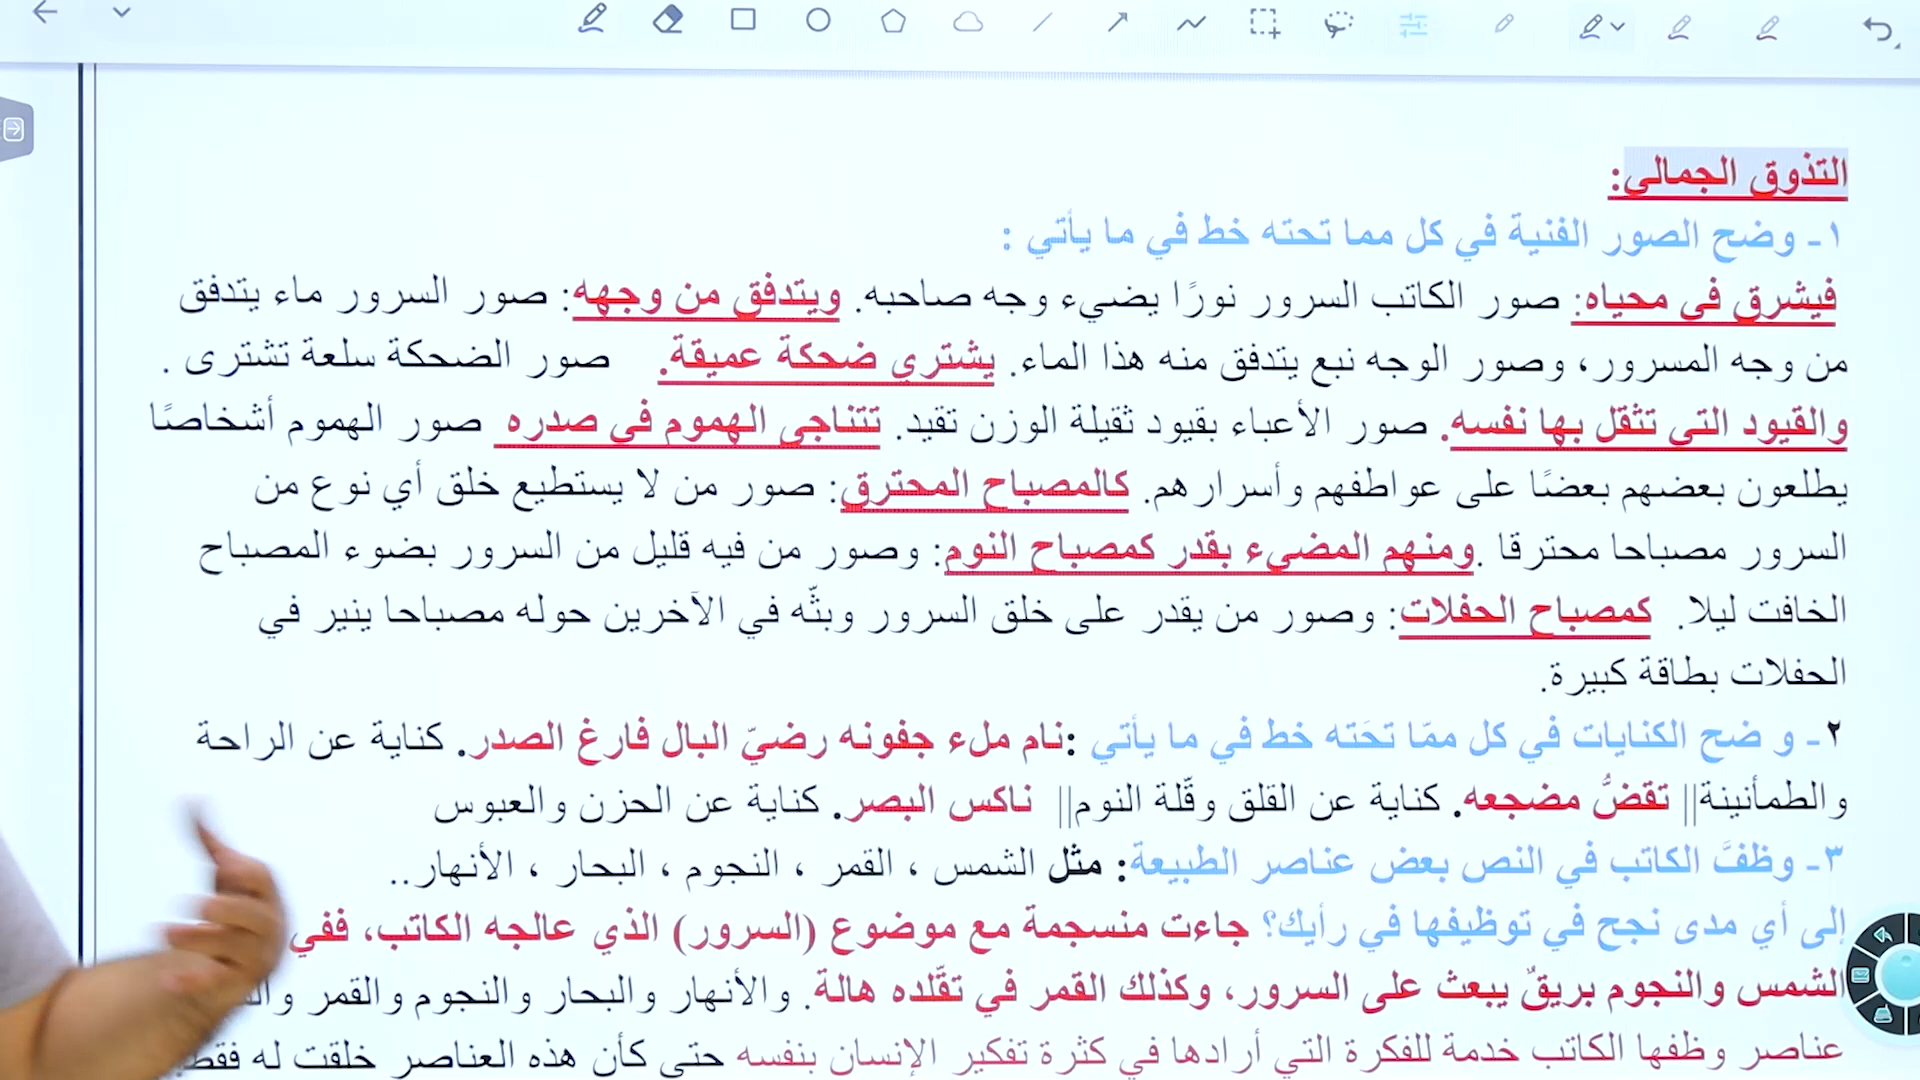 التذوق الجمالي:
١- وضح الصور الفنية في كل مما تحته خط في ما يأتي :
فيشرق في محياه: صور الكاتب السرور نورًا يضيء وجه صاحبه. ويتدفق من وجهه: صور السرور ماء يتدفق
من وجه المسرور، وصور الوجه نبع يتدفق منه هذا الماء. يشتري ضحكة عميقة. صور الضحكة سلعة تشترى .
والقيود التي تثقل بها نفسه. صور الأعباء بقيود ثقيلة الوزن تقيد. تتناجى الهموم في صدره صور الهموم أشخاصًا
يطلعون بعضهم بعضًا على عواطفهم وأسرارهم. كالمصباح المحترق: صور من لا يستطيع خلق أي نوع من
السرور مصباحا محترقا .ومنهم المضيء بقدر كمصباح النوم: وصور من فيه قليل من السرور بضوء المصباح
الخافت ليلا. كمصباح الحفلات: وصور من يقدر على خلق السرور وبثّه في الآخرين حوله مصباحا ينير في
الحفلات بطاقة كبيرة.
٢- و ضح الكنايات في كل ممّا تحَته خط في ما يأتي :نام ملء جفونه رضيّ البال فارغ الصدر. كناية عن الراحة
والطمأنينة|| تقضُّ مضجعه. كناية عن القلق وقّلة النوم|| ناكس البصر. كناية عن الحزن والعبوس
٣- وظفَّ الكاتب في النص بعض عناصر الطبيعة: مثل الشمس ، القمر ، النجوم ، البحار ، الأنهار..
إلى أي مدى نجح في توظيفها في رأيك؟ جاءت منسجمة مع موضوع (السرور) الذي عالجه الكاتب، ففي
الشمس والنجوم بريقٌ يبعث على السرور، وكذلك القمر في تقّلده هالة. والأنهار والبحار والنجوم والقمر
عناصر وظفها الكاتب خدمة للفكرة التي أرادها في كثرة تفكير الإنسان بنفسه حتى كأن هذه العناصر خلقت له فقط